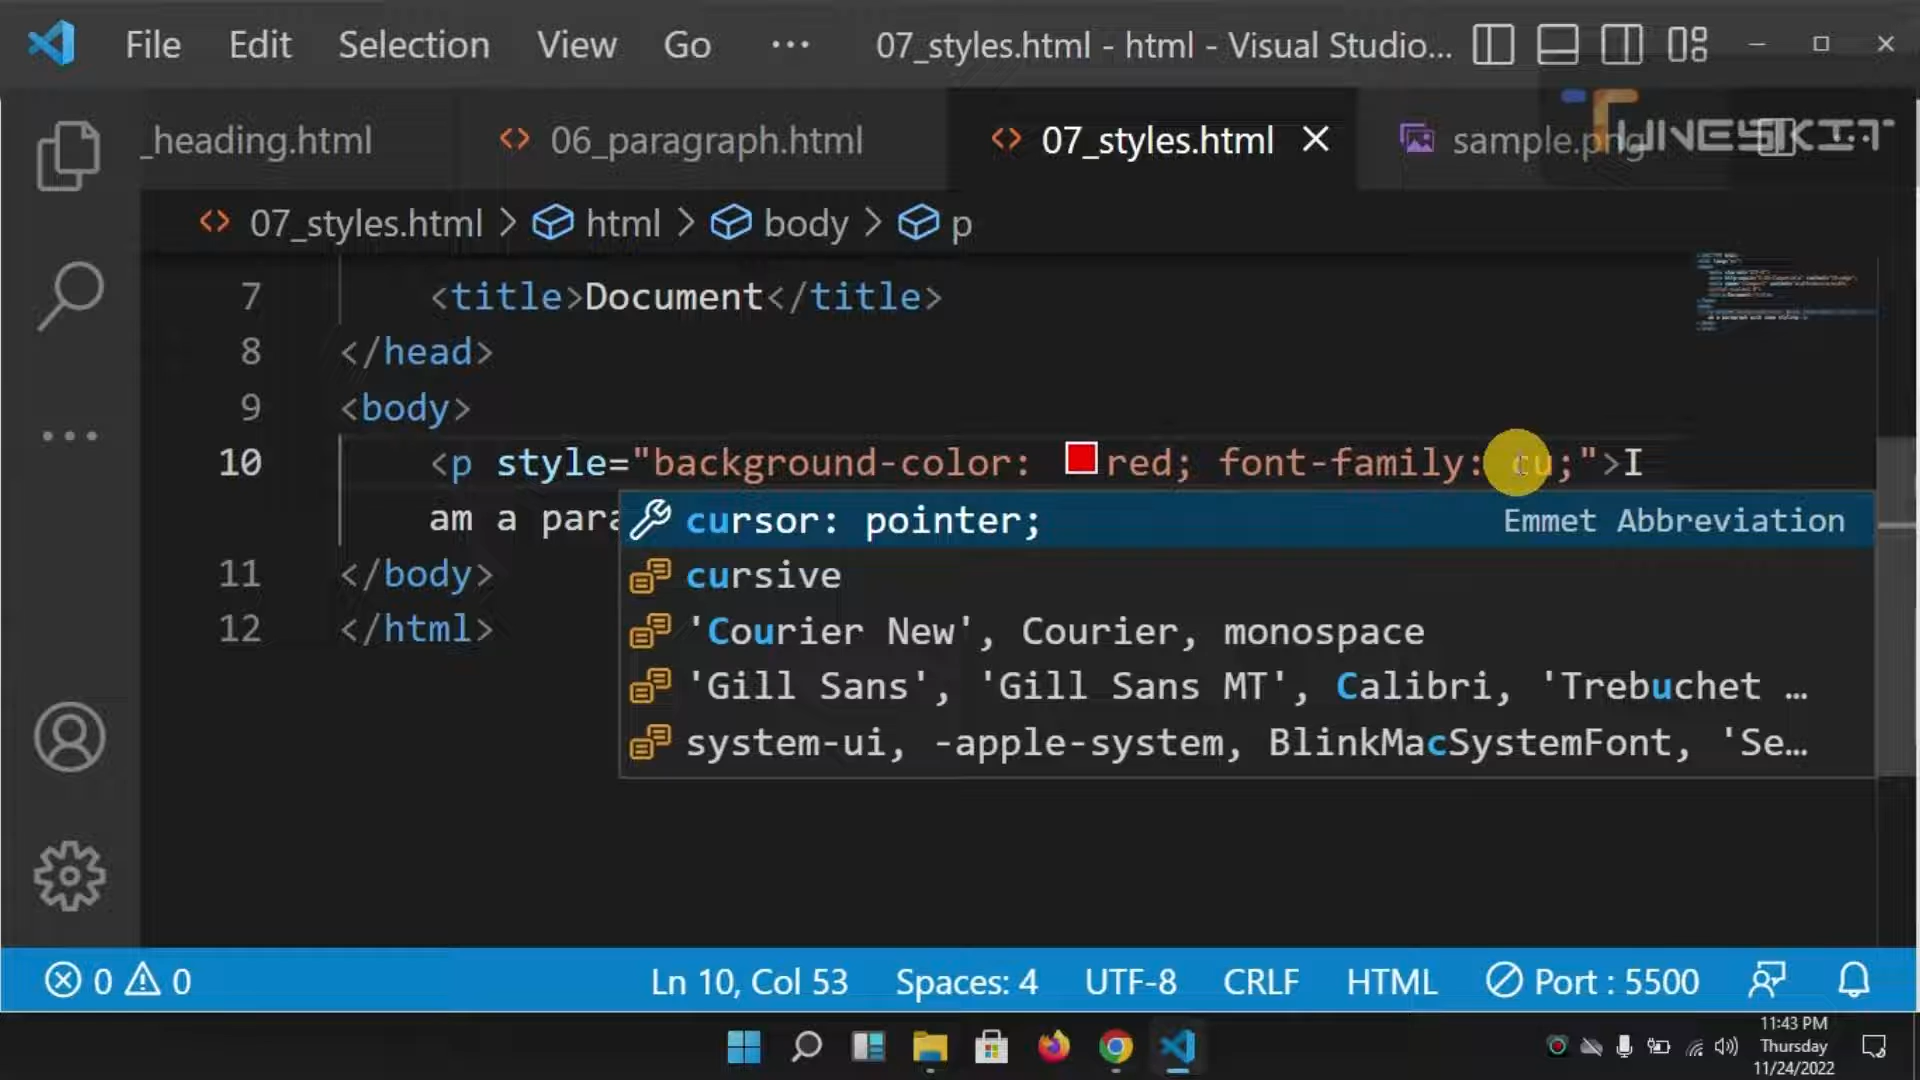 File Edit Selection View Go ··· 07_styles.html - html - Visual Studio...
_heading.html <> 06_paragraph.html <> 07_styles.html sample.png
<> 07_styles.html > html > body > p
7 <title>Document</title>
8 </head>
9 <body>
10 <p style="background-color: red; font-family: cu;">I
am a para
cursor: pointer; Emmet Abbreviation
11 </body>
cursive
12 </html>
'Courier New', Courier, monospace
'Gill Sans', 'Gill Sans MT', Calibri, 'Trebuchet …
system-ui, -apple-system, BlinkMacSystemFont, 'Se…
0 0 Ln 10, Col 53 Spaces: 4 UTF-8 CRLF HTML Port : 5500
11:43 PM
Thursday
11/24/2022